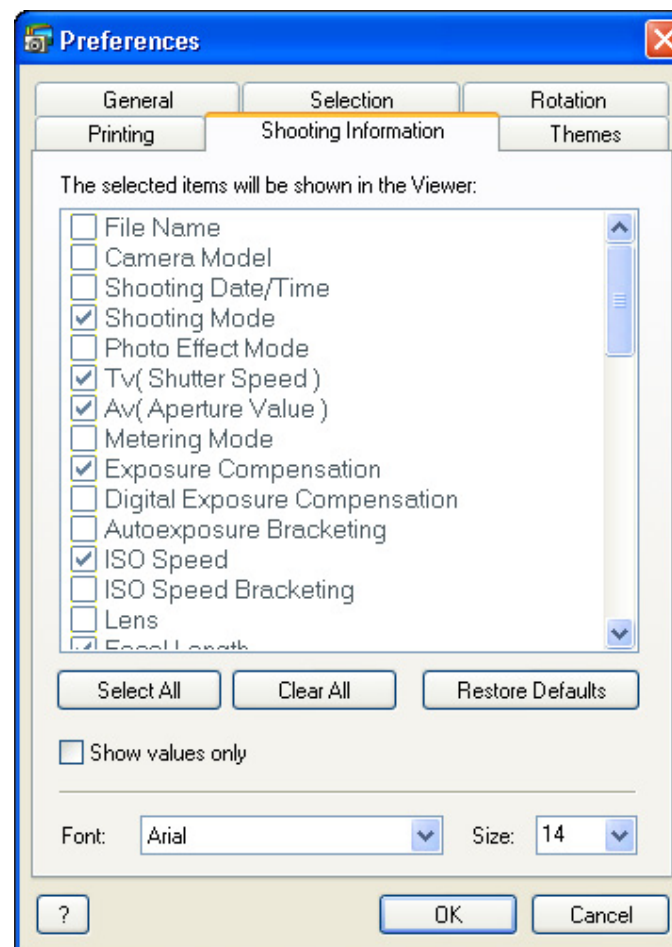 Preferences
General Selection Rotation
Printing Shooting Information Themes
The selected items will be shown in the Viewer:
File Name
Camera Model
Shooting Date/Time
Shooting Mode
Photo Effect Mode
Tv( Shutter Speed )
Av( Aperture Value )
Metering Mode
Exposure Compensation
Digital Exposure Compensation
Autoexposure Bracketing
ISO Speed
ISO Speed Bracketing
Lens
Focal Length
Select All Clear All Restore Defaults
Show values only
Font: Arial Size: 14
? OK Cancel